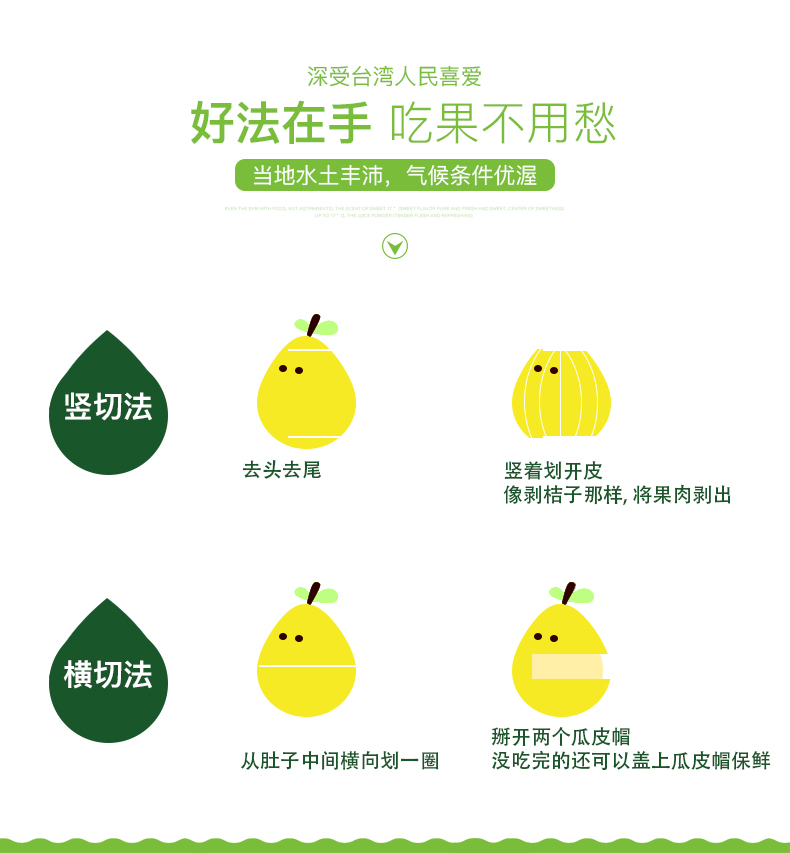 深受台湾人民喜爱
好法在手 吃果不用愁
当地水土丰沛，气候条件优渥
竖切法
去头去尾
竖着划开皮
像剥桔子那样, 将果肉剥出
横切法
从肚子中间横向划一圈
掰开两个瓜皮帽
没吃完的还可以盖上瓜皮帽保鲜